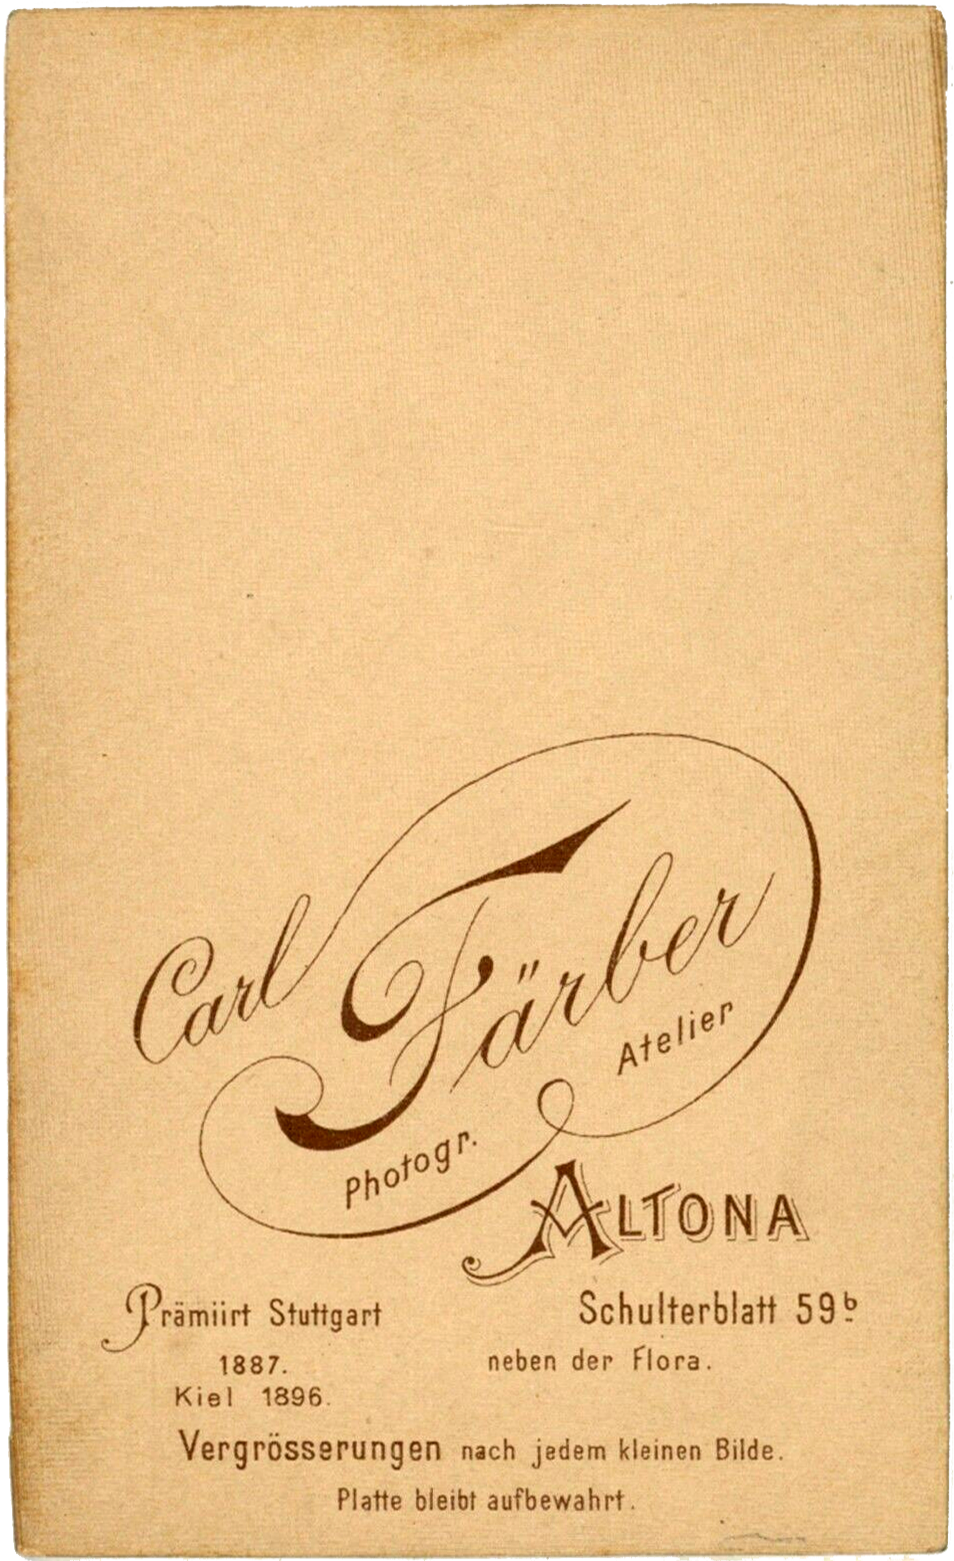 Carl Färber
Photogr. Atelier
ALTONA
Prämiirt Stuttgart
1887.
Kiel 1896.
Schulterblatt 59b
neben der Flora.
Vergrösserungen nach jedem kleinen Bilde.
Platte bleibt aufbewahrt.